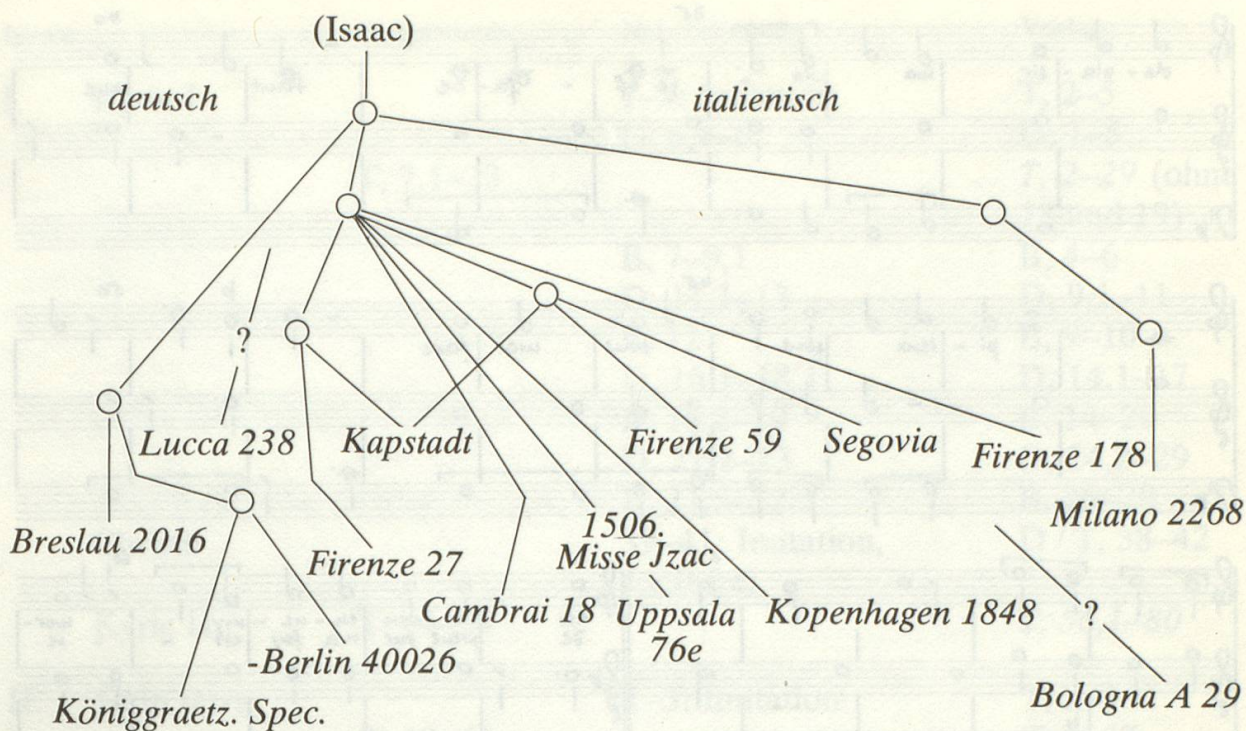 (Isaac)
deutsch
italienisch
?
Lucca 238
Kapstadt
Firenze 59
Segovia
Firenze 178
Breslau 2016
Firenze 27
1506.
Misse Jzac
Milano 2268
Cambrai 18
Uppsala
76e
Kopenhagen 1848
?
-Berlin 40026
Königgraetz. Spec.
Bologna A 29